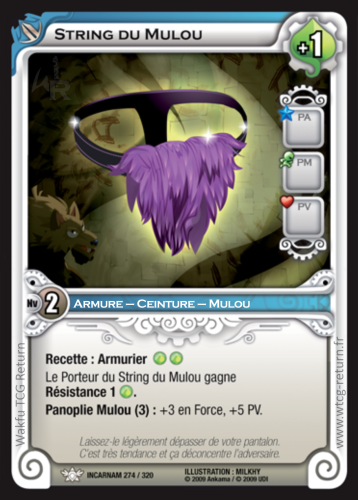 String du Mulou
+1
PA
PM
PV
Nv 2 Armure – Ceinture – Mulou
Recette : Armurier
Le Porteur du String du Mulou gagne
Résistance 1 .
Panoplie Mulou (3) : +3 en Force, +5 PV.
Laissez-le légèrement dépasser de votre pantalon.
C'est très tendance et ça déconcentre l'adversaire.
INCARNAM 274 / 320
ILLUSTRATION : MILKHY
© 2009 Ankama / © 2009 UDI
Wakfu TCG Return
www.wtcg-return.fr